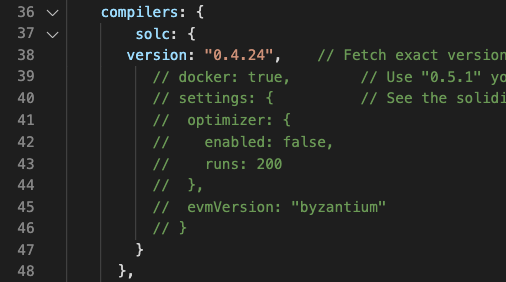 36 compilers: {
37 solc: {
38 version: "0.4.24", // Fetch exact version
39 // docker: true, // Use "0.5.1" yo
40 // settings: { // See the solidi
41 // optimizer: {
42 // enabled: false,
43 // runs: 200
44 // },
45 // evmVersion: "byzantium"
46 // }
47 }
48 },